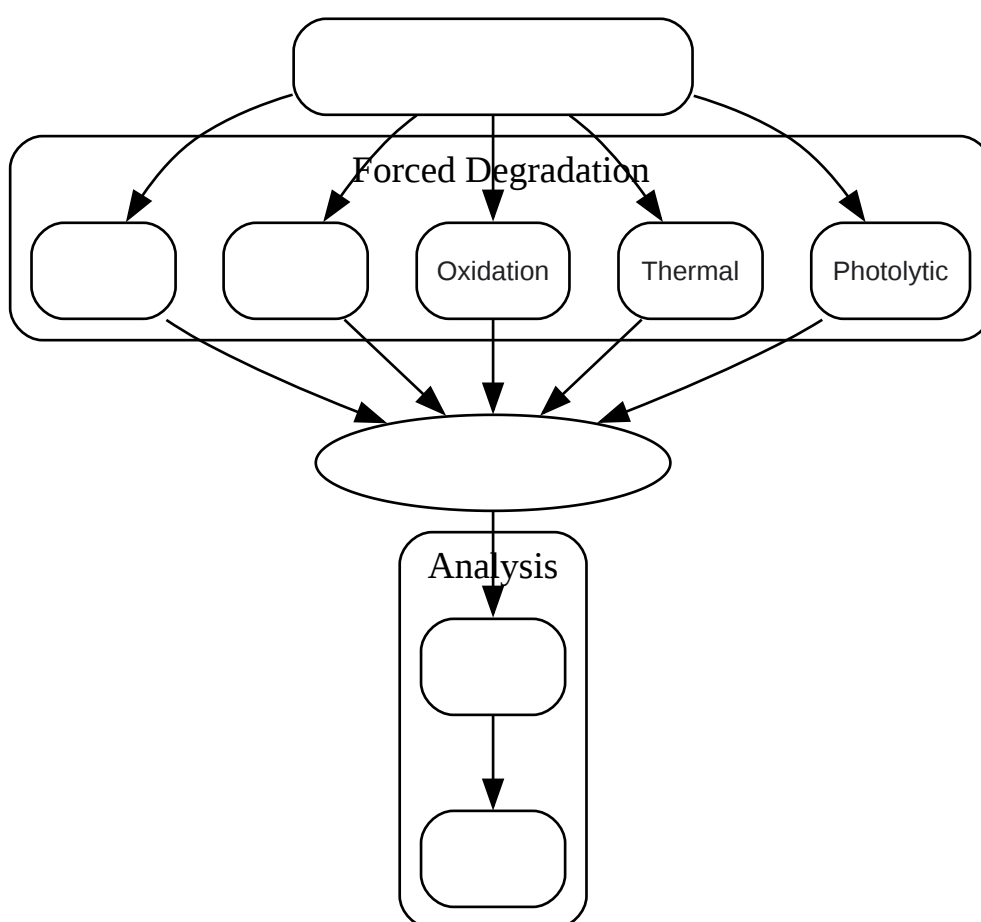 Forced Degradation
Oxidation
Thermal
Photolytic
Analysis